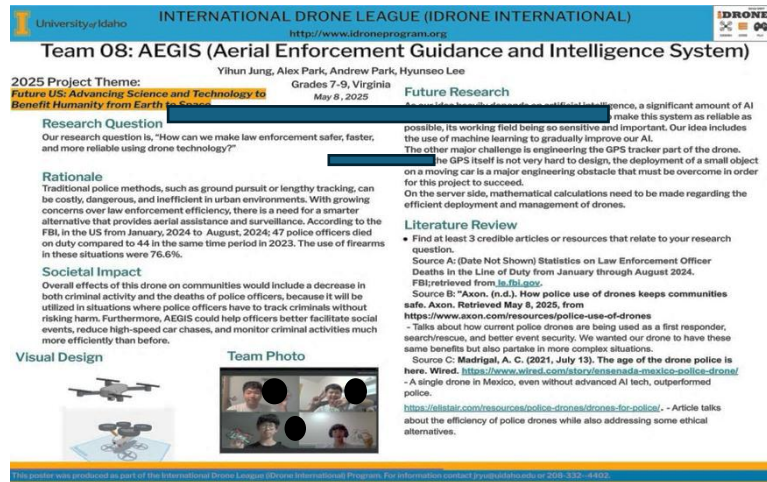 University of Idaho
INTERNATIONAL DRONE LEAGUE (IDRONE INTERNATIONAL)
http://www.idroneprogram.org
IDRONE
Team 08: AEGIS (Aerial Enforcement Guidance and Intelligence System)
Yihun Jung, Alex Park, Andrew Park, Hyunseo Lee
Grades 7-9, Virginia
May 8, 2025
2025 Project Theme:
Future US: Advancing Science and Technology to
Benefit Humanity from Earth to Space
Research Question
Our research question is, "How can we make law enforcement safer, faster,
and more reliable using drone technology?"
Rationale
Traditional police methods, such as ground pursuit or lengthy tracking, can
be costly, dangerous, and inefficient in urban environments. With
growing concerns over law enforcement efficiency, there is a need for a smarter
alternative that provides aerial assistance and surveillance. According to the
FBI, in the US from January, 2024 to August, 2024; 47 police officers died
on duty compared to 44 in the same time period in 2023. The use of firearms
in these situations were 76.6%.
Societal Impact
Overall effects of this drone on communities would include a decrease in
both criminal activity and the deaths of police officers, because it will be
utilized in situations where police officers have to track criminals without
risking harm. Furthermore, AEGIS could help officers better facilitate social
events, reduce high-speed car chases, and monitor criminal activities much
more efficiently than before.
Visual Design
Team Photo
Future Research
As our idea heavily depends on artificial intelligence, a significant amount of AI
make this system as reliable as
possible, its working field being so sensitive and important. Our idea includes
the use of machine learning to gradually improve our AI.
The other major challenge is engineering the GPS tracker part of the drone.
the GPS itself is not very hard to design, the deployment of a small object
on a moving car is a major engineering obstacle that must be overcome in order
for this project to succeed.
On the server side, mathematical calculations need to be made regarding the
efficient deployment and management of drones.
Literature Review
• Find at least 3 credible articles or resources that relate to your research
question.
Source A: (Date Not Shown) Statistics on Law Enforcement Officer
Deaths in the Line of Duty from January through August 2024.
FBI;retrieved from le.fbi.gov.
Source B: "Axon. (n.d.). How police use of drones keeps communities
safe. Axon. Retrieved May 8, 2025, from
https://www.axon.com/resources/police-use-of-drones
- Talks about how current police drones are being used as a first responder,
search/rescue, and better event security. We wanted our drone to have these
same benefits but also partake in more complex situations.
Source C: Madrigal, A. C. (2021, July 13). The age of the drone police is
here. Wired. https://www.wired.com/story/ensenada-mexico-police-drone/
- A single drone in Mexico, even without advanced AI tech, outperformed
police.
https://elistair.com/resources/police-drones/drones-for-police/. - Article talks
about the efficiency of police drones while also addressing some ethical
alternatives.
This poster was produced as part of the International Drone League (IDrone International) Program. For information contact jryu@uidaho.edu or 208-332--4402.